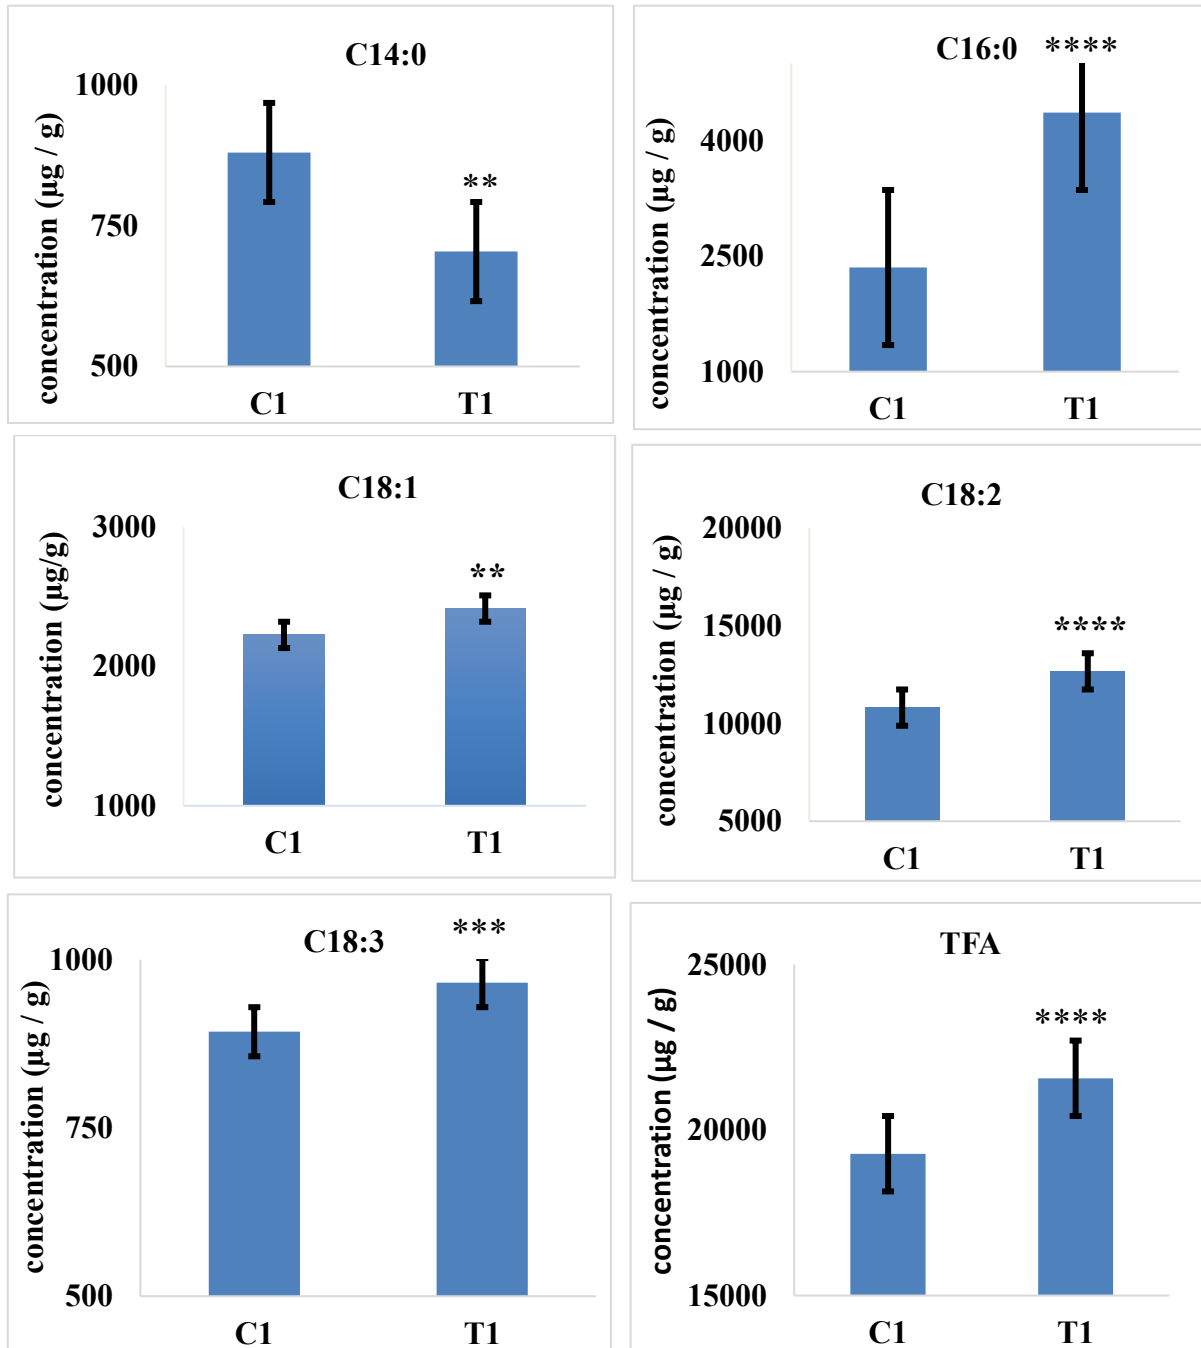 C14:0
concentration (µg / g)
1000
750
500
**
C1
T1
C16:0
****
concentration (µg / g)
4000
2500
1000
C1
T1
C18:1
concentration (µg/g)
3000
2000
1000
**
C1
T1
C18:2
concentration (µg / g)
20000
15000
10000
5000
****
C1
T1
C18:3
***
concentration (µg / g)
1000
750
500
C1
T1
TFA
concentration (µg / g)
25000
20000
15000
****
C1
T1